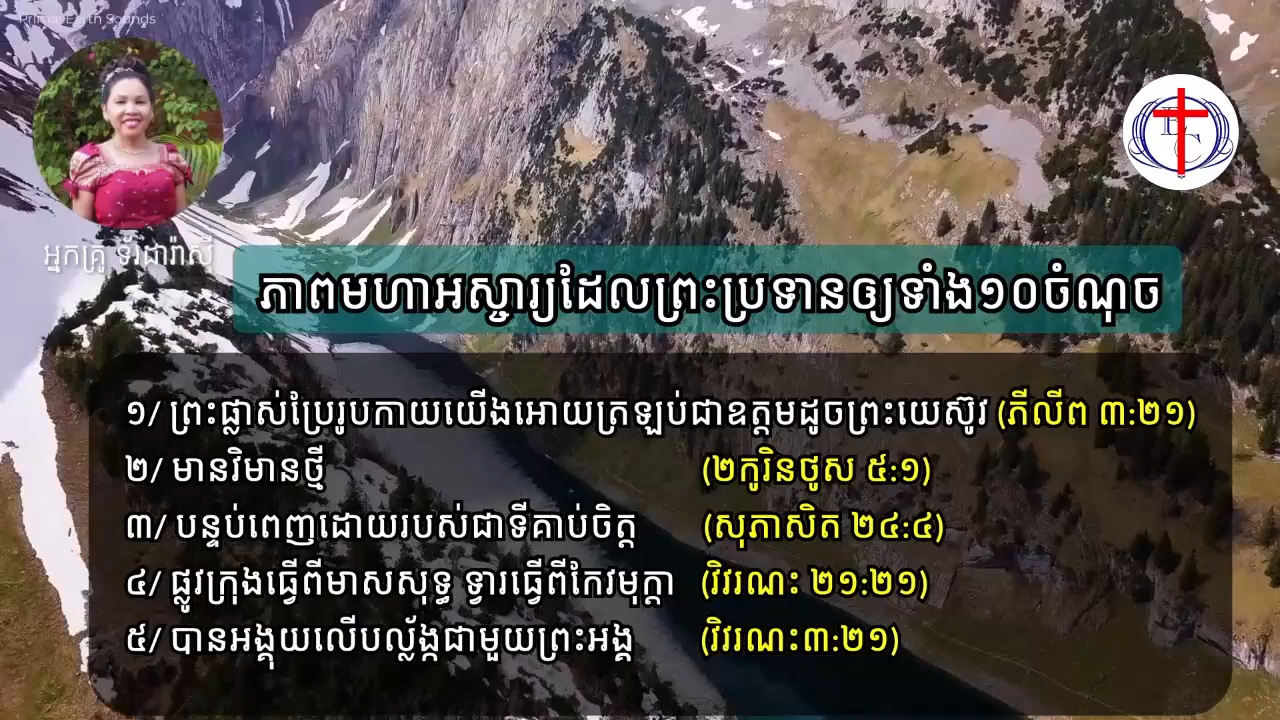 Primal Earth Sounds
អ្នកគ្រូ ទ័រដារ៉ាស៊ី
ភាពមហាអស្ចារ្យដែលព្រះប្រទានឲ្យទាំង១០ចំណុច
១/ ព្រះផ្លាស់ប្រែរូបកាយយើងអោយត្រឡប់ជាឧត្តមដូចព្រះយេស៊ូវ (ភីលីព ៣:២១)
២/ មានវិមានថ្មី (២កូរិនថូស ៥:១)
៣/ បន្ទប់ពេញដោយរបស់ជាទីគាប់ចិត្ត (សុភាសិត ២៤:៤)
៤/ ផ្លូវក្រុងធ្វើពីមាសសុទ្ធ ទ្វារធ្វើពីកែវមុក្តា (វិវរណះ ២១:២១)
៥/ បានអង្គុយលើបល្ល័ង្កជាមួយព្រះអង្គ (វិវរណះ៣:២១)